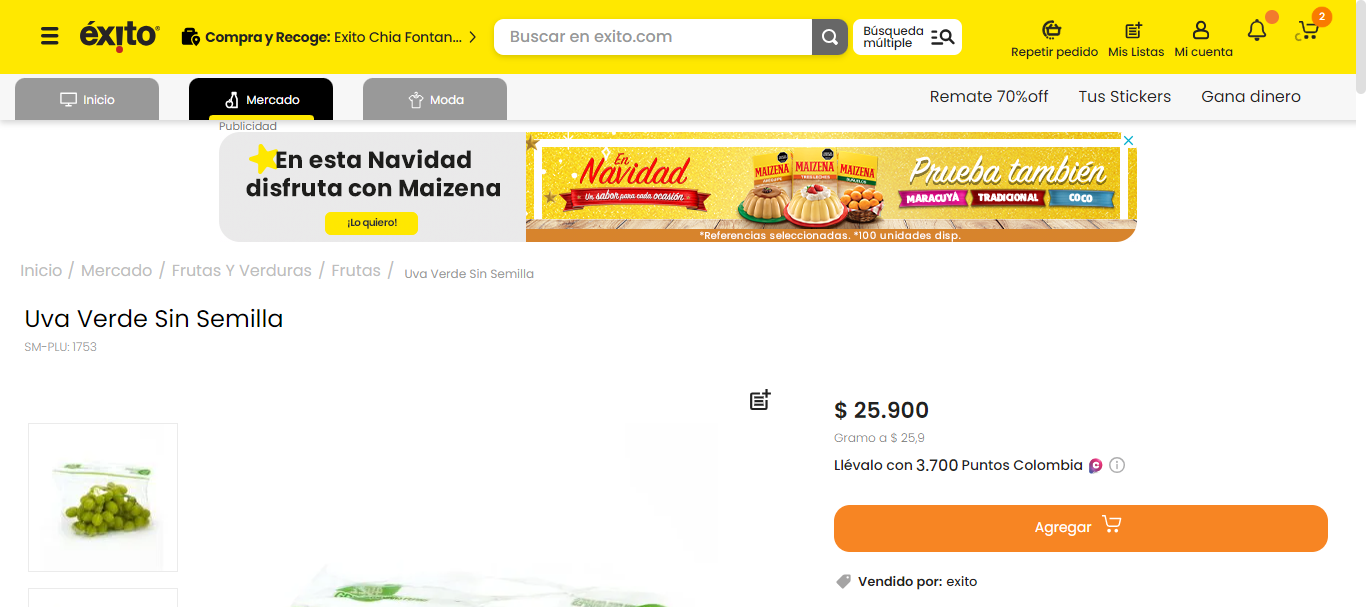 éxito
Compra y Recoge: Exito Chia Fontan...
Buscar en exito.com
Búsqueda
múltiple
Repetir pedido
Mis Listas
Mi cuenta
2
C
Inicio
Mercado
Moda
Remate 70%off
Tus Stickers
Gana dinero
Publicidad
En esta Navidad
disfruta con Maizena
¡Lo quiero!
En
Navidad
Un sabor para cada ocasión
MAIZENA
MAIZENA
MAIZENA
Prueba también
MARACUYÁ
TRADICIONAL
COCO
*Referencias seleccionadas. *100 unidades disp.
Inicio / Mercado / Frutas Y Verduras / Frutas / Uva Verde Sin Semilla
Uva Verde Sin Semilla
SM-PLU: 1753
$ 25.900
Gramo a $ 25,9
Llévalo con 3.700 Puntos Colombia
Agregar
Vendido por: exito